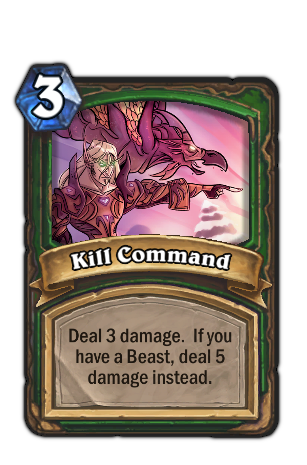 3
Kill Command
Deal 3 damage. If you
have a Beast, deal 5
damage instead.